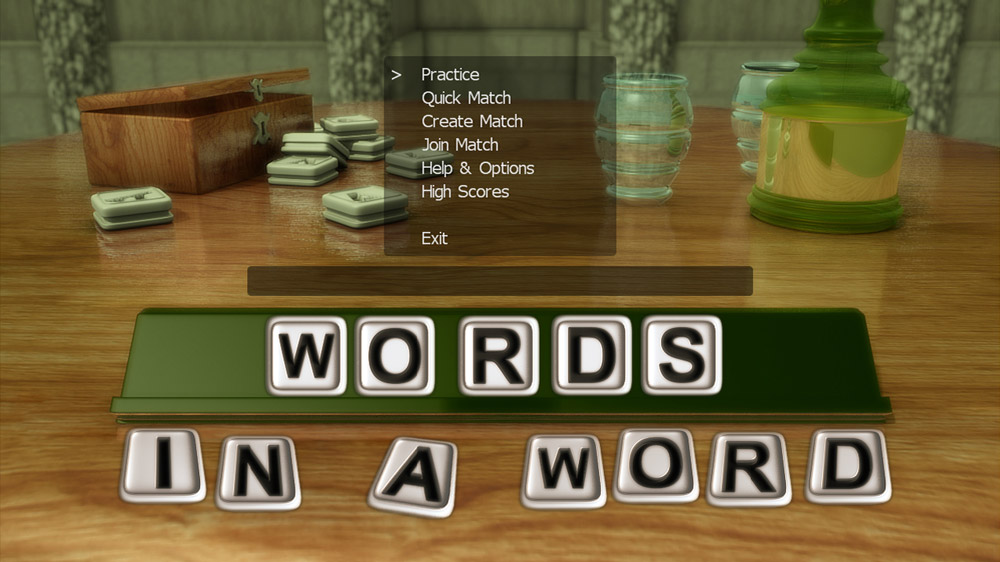 > Practice
Quick Match
Create Match
Join Match
Help & Options
High Scores
Exit
WORDS
IN A WORD